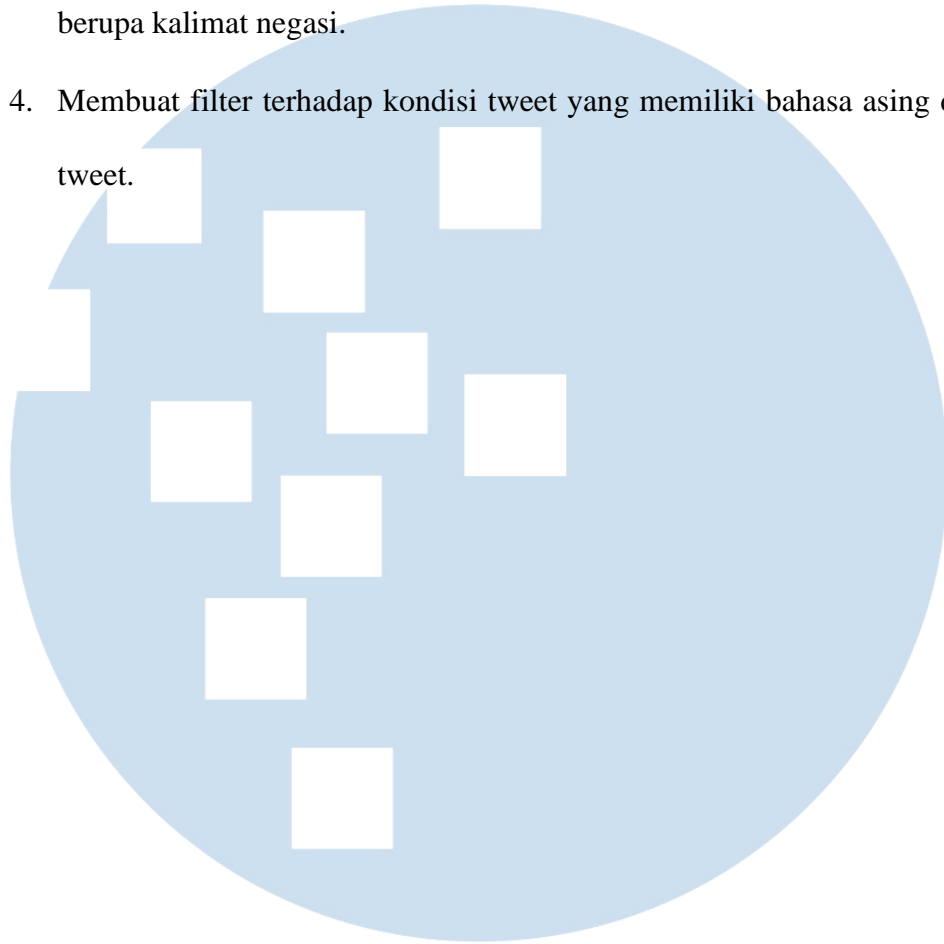 berupa kalimat negasi.
4. Membuat filter terhadap kondisi tweet yang memiliki bahasa asing
tweet.